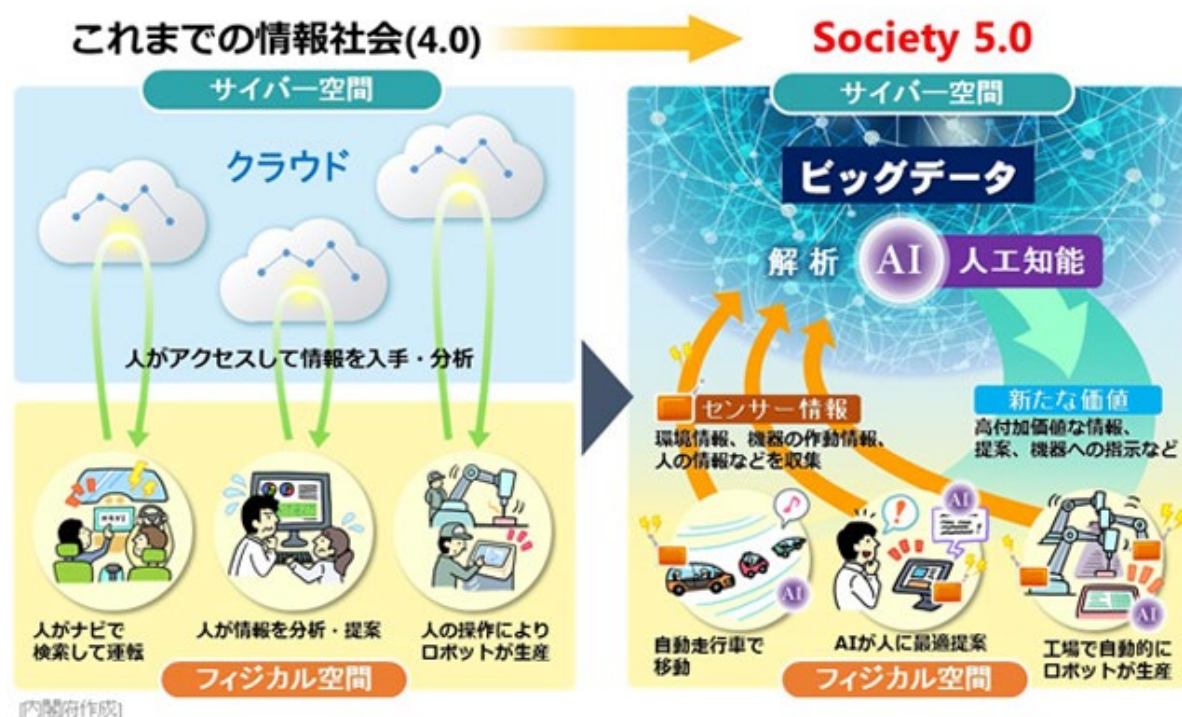 これまでの情報社会(4.0)
Society 5.0
サイバー空間
クラウド
人がアクセスして情報を入手・分析
人がナビで
検索して運転
人が情報を分析・提案
人の操作により
ロボットが生産
フィジカル空間
サイバー空間
ビッグデータ
解析
AI
人工知能
センサー情報
環境情報、機器の作動情報、
人の情報などを収集
新たな価値
高付加価値な情報、
提案、機器への指示など
AI
AI
AI
自動走行車で
移動
AIが人に最適提案
工場で自動的に
ロボットが生産
フィジカル空間
[内閣府作成]